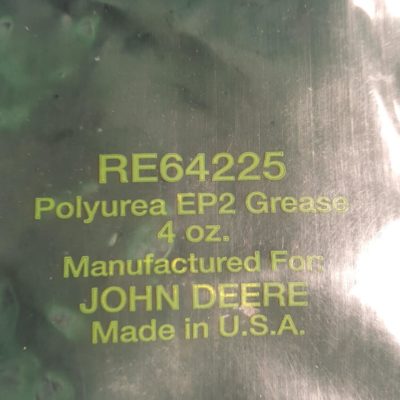 RE64225
Polyurea EP2 Grease
4 oz.
Manufactured For:
JOHN DEERE
Made in U.S.A.